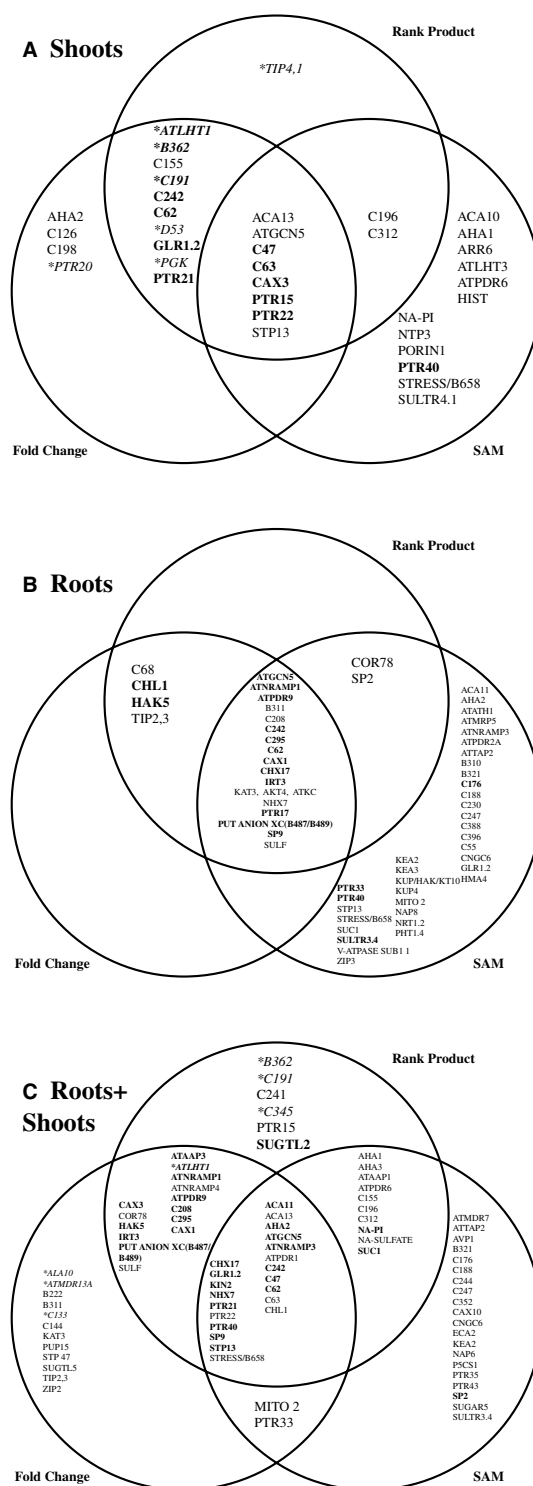 A Shoots
Rank Product
*TIP4,1
*ATLHT1
*B362
C155
*C191
C242
C62
*D53
GLR1.2
*PGK
PTR21
AHA2
C126
C198
*PTR20
ACA13
ATGCN5
C47
C63
CAX3
PTR15
PTR22
STP13
C196
C312
ACA10
AHA1
ARR6
ATLHT3
ATPDR6
HIST
NA-PI
NTP3
PORIN1
PTR40
STRESS/B658
SULTR4.1
Fold Change
SAM
Rank Product
B Roots
C68
CHL1
HAK5
TIP2,3
ATGCN5
ATNRAMP1
ATPDR9
B311
C208
C242
C295
C62
CAX1
CHX17
IRT3
KAT3, AKT4, ATKC
NHX7
PTR17
PUT ANION XC(B487/B489)
SP9
SULF
COR78
SP2
ACA11
AHA2
ATATH1
ATMRP5
ATNRAMP3
ATPDR2A
ATTAP2
B310
B321
C176
C188
C230
C247
C388
C396
C55
CNGC6
GLR1.2
HMA4
KEA2
KEA3
KUP/HAK/KT10
KUP4
MITO 2
NAP8
NRT1.2
PHT1.4
PTR33
PTR40
STP13
STRESS/B658
SUC1
SULTR3.4
V-ATPASE SUB1 1
ZIP3
Fold Change
SAM
Rank Product
C Roots+
Shoots
*B362
*C191
C241
*C345
PTR15
SUGTL2
ATAAP3
*ATLHT1
ATNRAMP1
ATNRAMP4
ATPDR9
C208
C295
CAX1
CAX3
COR78
HAK5
IRT3
PUT ANION XC(B487/
B489)
SULF
*ALA10
*ATMDR13A
B222
B311
*C133
C144
KAT3
PUP15
STP 47
SUGTL5
TIP2,3
ZIP2
ACA11
ACA13
AHA2
ATGCN5
ATNRAMP3
ATPDR1
C242
C47
C62
C63
CHL1
CHX17
GLR1.2
KIN2
NHX7
PTR21
PTR22
PTR40
SP9
STP13
STRESS/B658
AHA1
AHA3
ATAAP1
ATPDR6
C155
C196
C312
NA-PI
NA-SULFATE
SUC1
ATMDR7
ATTAP2
AVP1
B321
C176
C188
C244
C247
C352
CAX10
CNGC6
ECA2
KEA2
NAP6
P5CS1
PTR35
PTR43
SP2
SUGAR5
SULTR3.4
MITO 2
PTR33
Fold Change
SAM